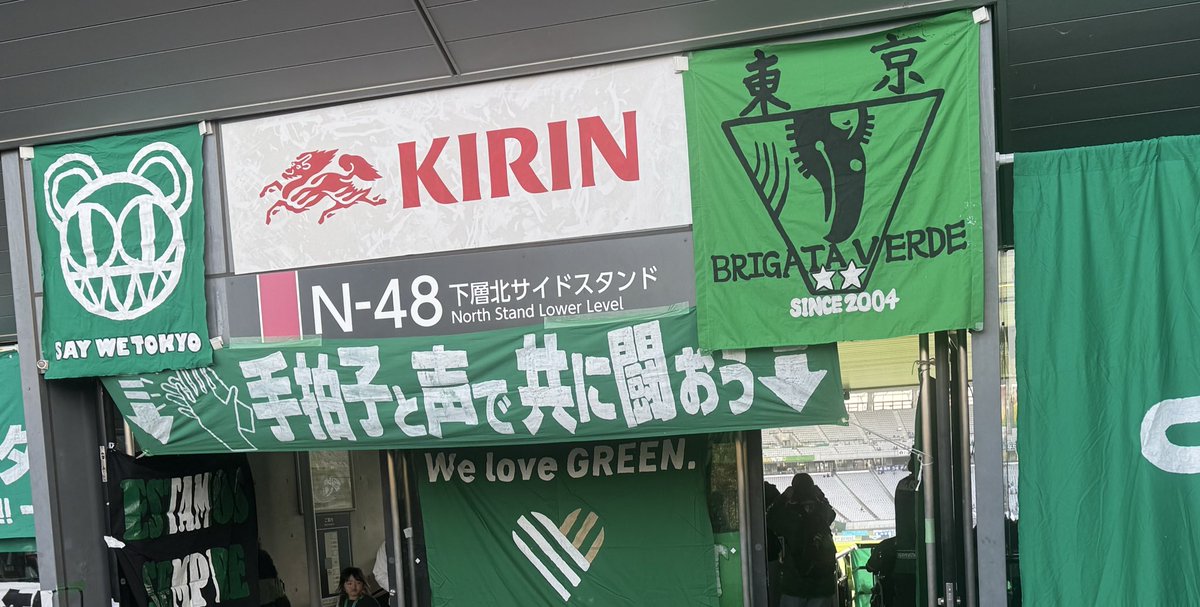 KIRIN
N-48 下層北サイドスタンド
North Stand Lower Level
東京
BRIGATA VERDE
SINCE 2004
SAY WE TOKYO
手拍子と声で共に闘おう
We love GREEN.
タ
!!